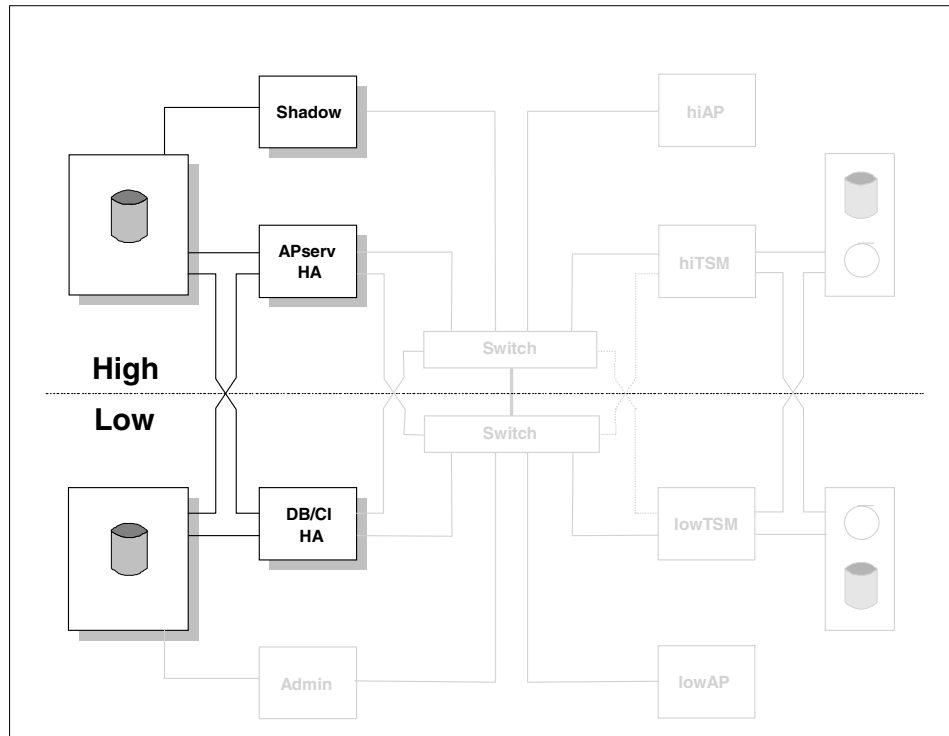 Shadow
hiAP
APserv
HA
hiTSM
Switch
High
Low
Switch
DB/CI
HA
lowTSM
Admin
lowAP